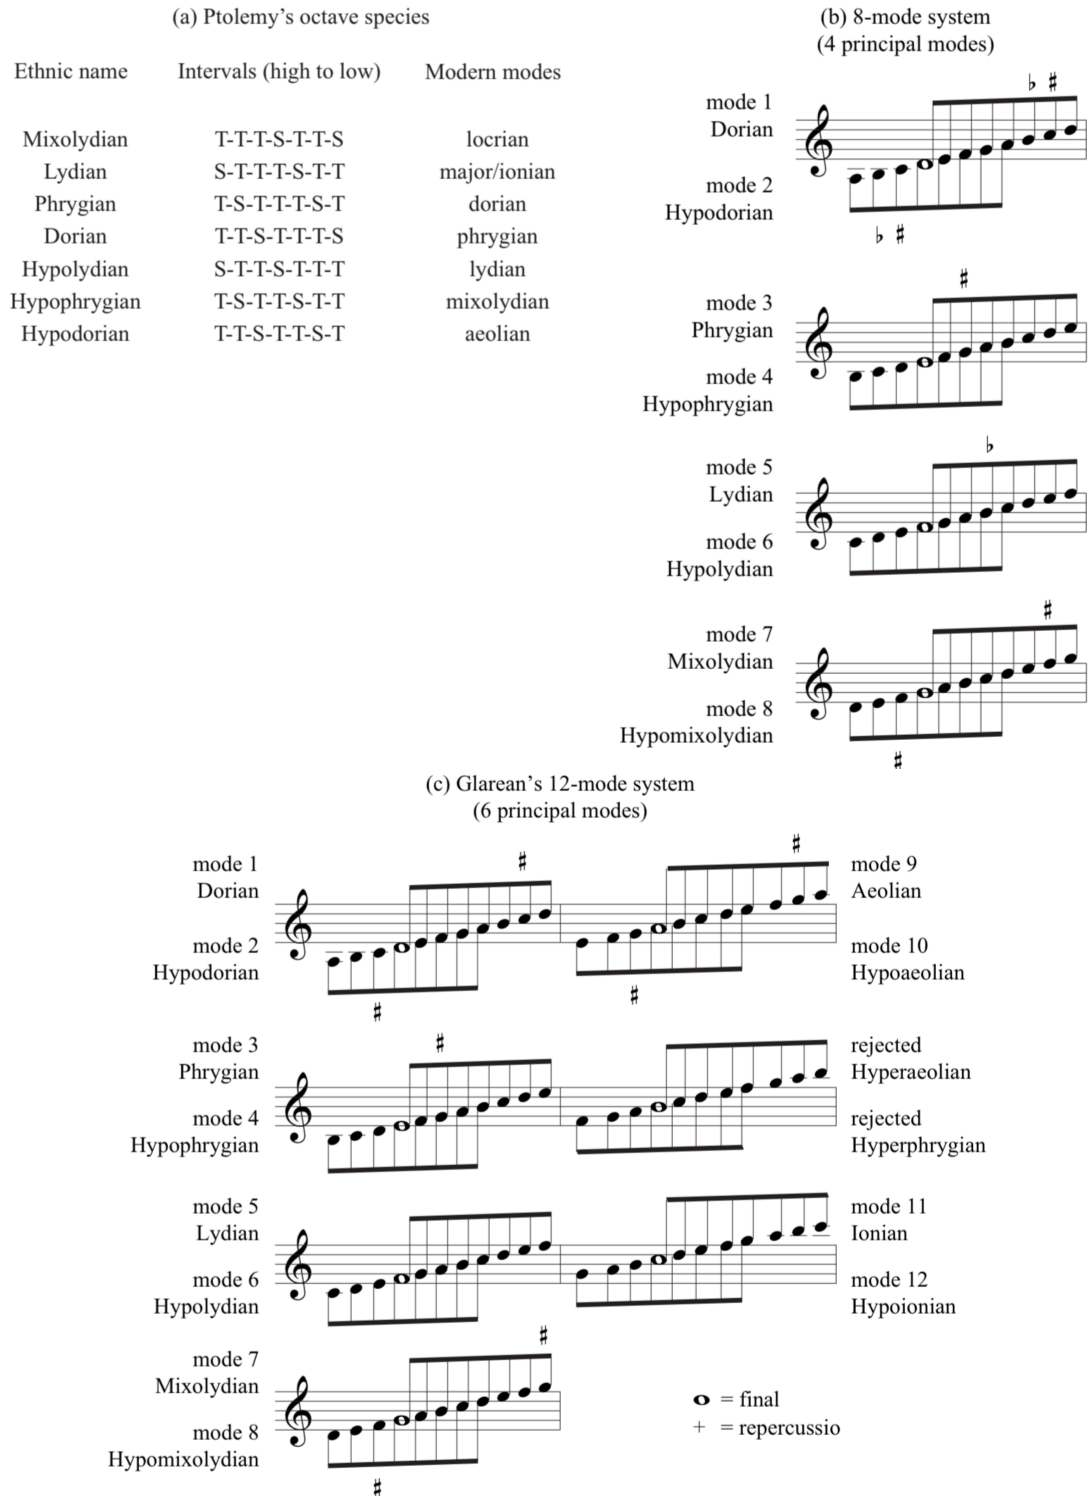 (a) Ptolemy’s octave species
Ethnic name Intervals (high to low) Modern modes
Mixolydian T-T-T-S-T-T-S locrian
Lydian S-T-T-T-S-T-T major/ionian
Phrygian T-S-T-T-T-S-T dorian
Dorian T-T-S-T-T-T-S phrygian
Hypolydian S-T-T-S-T-T-T lydian
Hypophrygian T-S-T-T-S-T-T mixolydian
Hypodorian T-T-S-T-T-S-T aeolian
(b) 8-mode system
(4 principal modes)
♭ ♯
mode 1
Dorian
mode 2
Hypodorian
♭ ♯
♯
mode 3
Phrygian
mode 4
Hypophrygian
♭
mode 5
Lydian
mode 6
Hypolydian
♯
mode 7
Mixolydian
mode 8
Hypomixolydian
♯
(c) Glarean’s 12-mode system
(6 principal modes)
♯ ♯
mode 1 mode 9
Dorian Aeolian
mode 2 mode 10
Hypodorian Hypoaeolian
♯ ♯
♯
mode 3 rejected
Phrygian Hyperaeolian
mode 4 rejected
Hypophrygian Hyperphrygian
mode 5 mode 11
Lydian Ionian
mode 6 mode 12
Hypolydian Hypoionian
♯
mode 7
Mixolydian
mode 8
Hypomixolydian
♯
= final
+ = repercussio